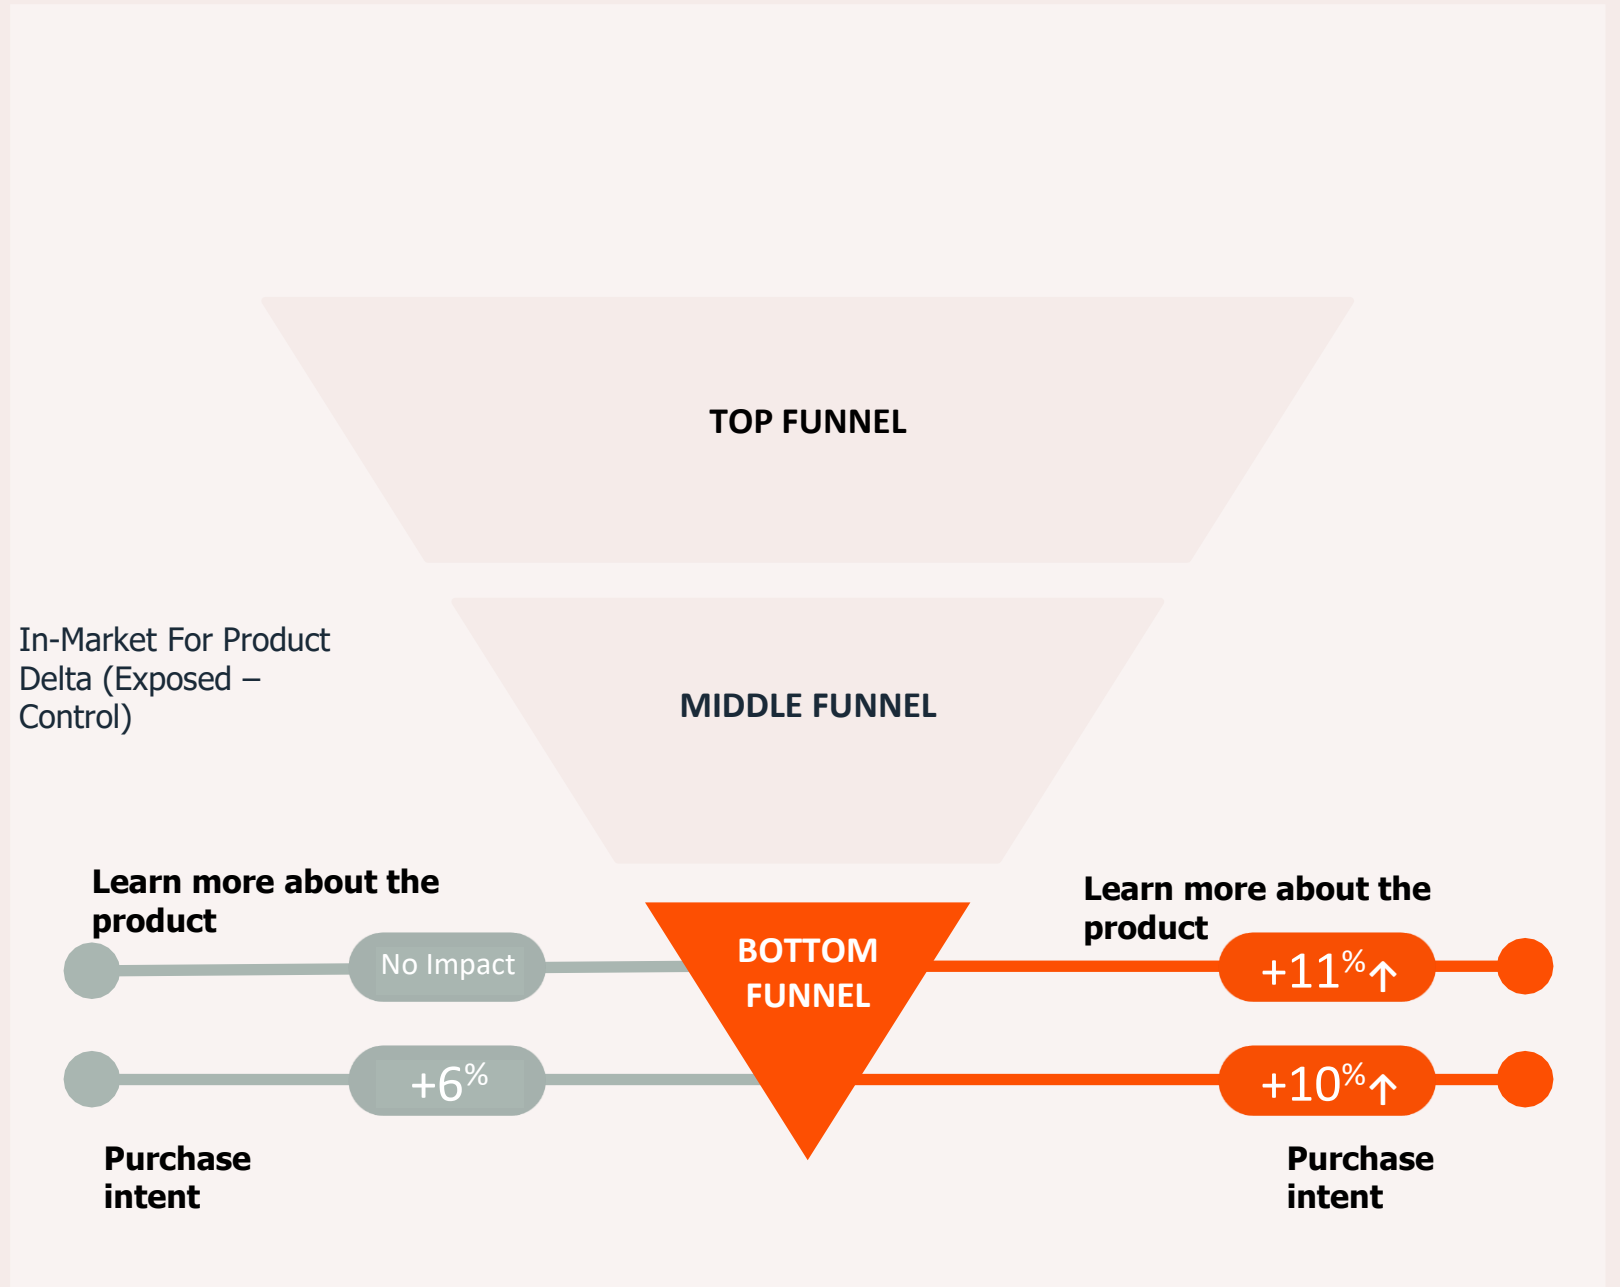 TOP FUNNEL
In-Market For Product
Delta (Exposed –
Control)
MIDDLE FUNNEL
Learn more about the
product
Learn more about the
product
BOTTOM
FUNNEL
No Impact
+11%↑
+6%
+10%↑
Purchase
intent
Purchase
intent